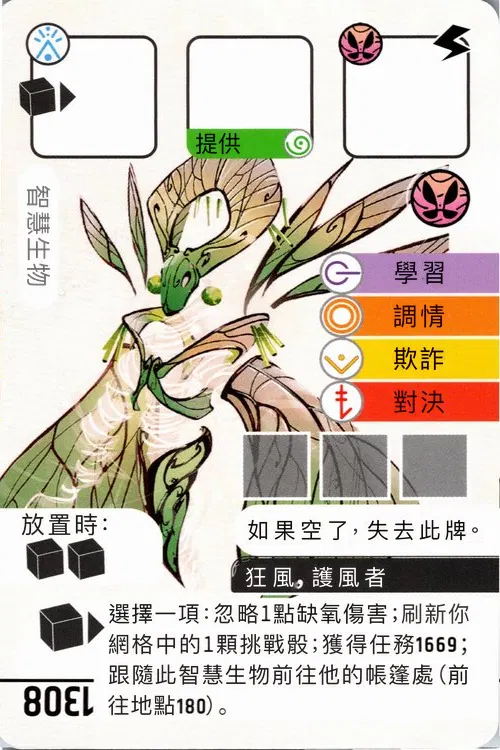 提供
智慧生物
學習
調情
欺詐
對決
放置時:
如果空了,失去此牌。
狂風,護風者
選擇一項:忽略1點缺氧傷害;刷新你
網格中的1顆挑戰骰;獲得任務1669;
跟隨此智慧生物前往他的帳篷處(前
往地點180)。
1308